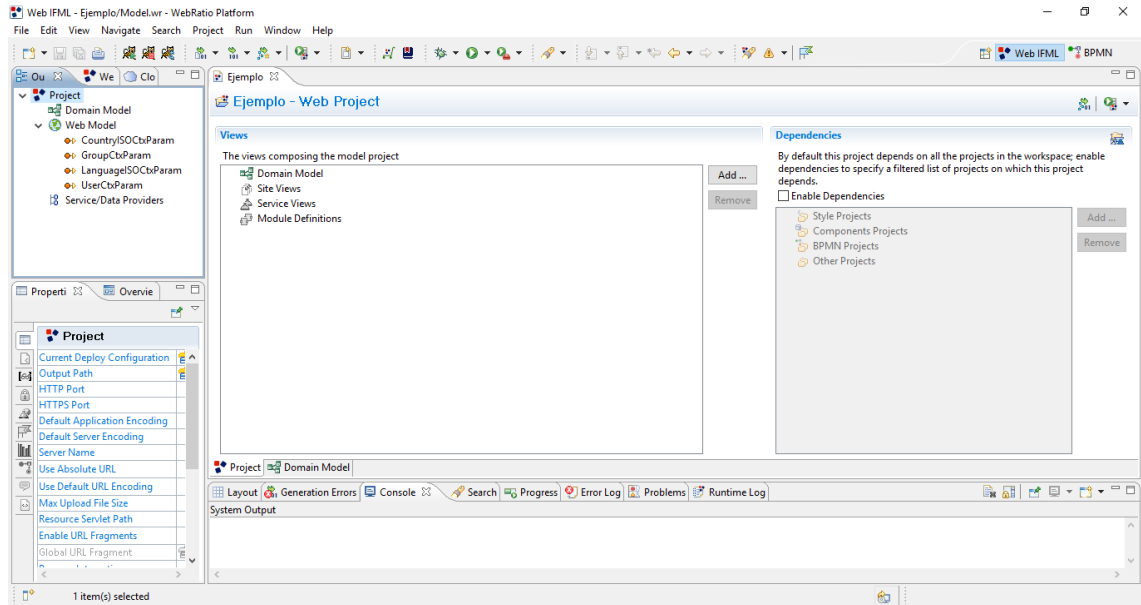 Web IFML - Ejemplo/Model.wr - WebRatio Platform
File Edit View Navigate Search Project Run Window Help
Web IFML BPMN
Ou We Clo
Project
Domain Model
Web Model
CountryISOCtxParam
GroupCtxParam
LanguageISOCtxParam
UserCtxParam
Service/Data Providers
Properti Overvie
Project
Current Deploy Configuration
Output Path
HTTP Port
HTTPS Port
Default Application Encoding
Default Server Encoding
Server Name
Use Absolute URL
Use Default URL Encoding
Max Upload File Size
Resource Servlet Path
Enable URL Fragments
Global URL Fragment
Ejemplo
Ejemplo - Web Project
Views
The views composing the model project
Domain Model
Site Views
Service Views
Module Definitions
Add ...
Remove
Dependencies
By default this project depends on all the projects in the workspace; enable
dependencies to specify a filtered list of projects on which this project
depends.
Enable Dependencies
Style Projects
Components Projects
BPMN Projects
Other Projects
Add ...
Remove
Project Domain Model
Layout Generation Errors Console Search Progress Error Log Problems Runtime Log
System Output
1 item(s) selected